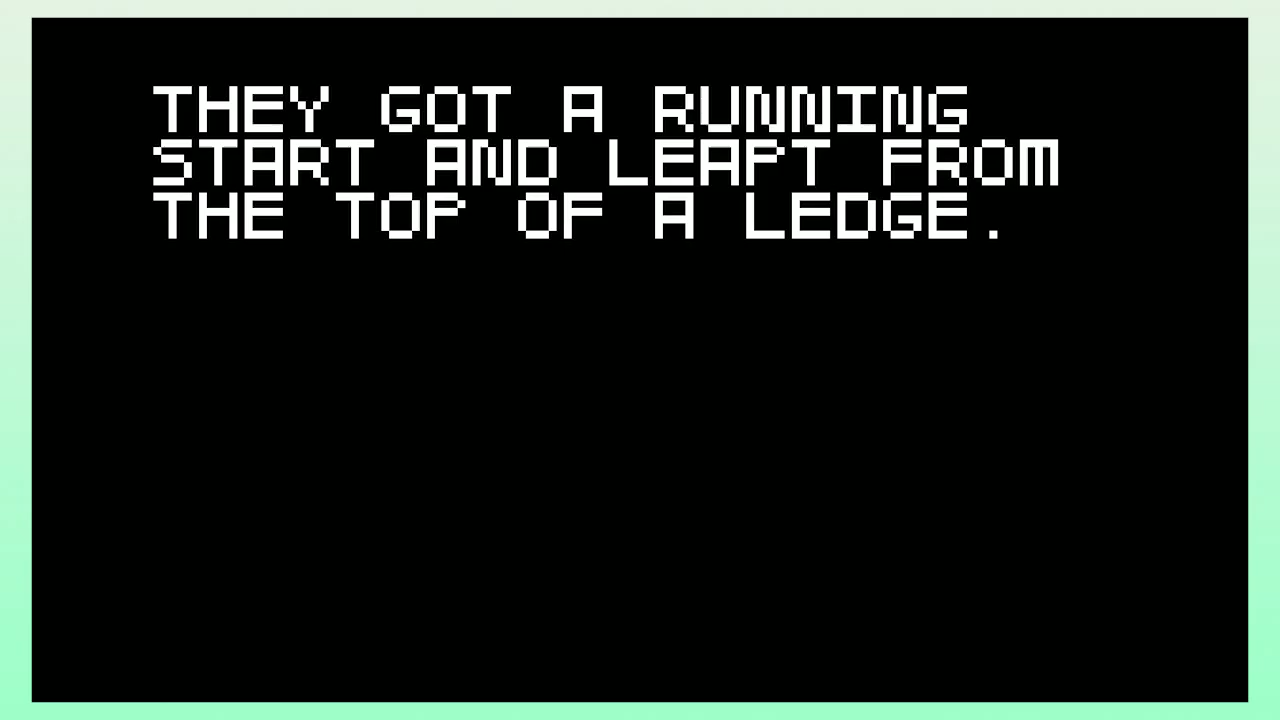 THEY GOT A RUNNING
START AND LEAPT FROM
THE TOP OF A LEDGE.